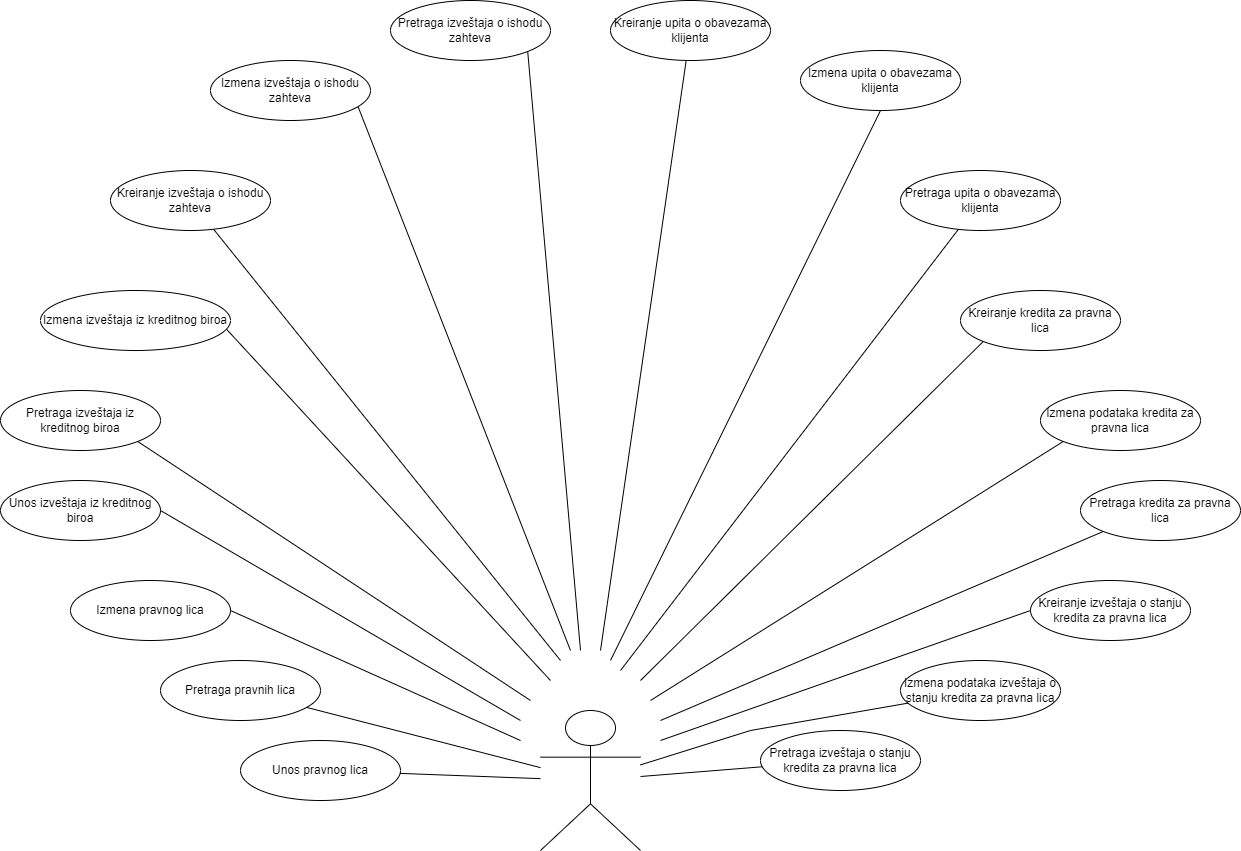 Pretraga izveštaja o ishodu
zahteva
Kreiranje upita o obavezama
klijenta
Izmena izveštaja o ishodu
zahteva
Izmena upita o obavezama
klijenta
Kreiranje izveštaja o ishodu
zahteva
Pretraga upita o obavezama
klijenta
Izmena izveštaja iz kreditnog biroa
Kreiranje kredita za pravna
lica
Pretraga izveštaja iz
kreditnog biroa
Izmena podataka kredita za
pravna lica
Unos izveštaja iz kreditnog
biroa
Pretraga kredita za pravna
lica
Izmena pravnog lica
Kreiranje izveštaja o stanju
kredita za pravna lica
Pretraga pravnih lica
Izmena podataka izveštaja o
stanju kredita za pravna lica
Unos pravnog lica
Pretraga izveštaja o stanju
kredita za pravna lica